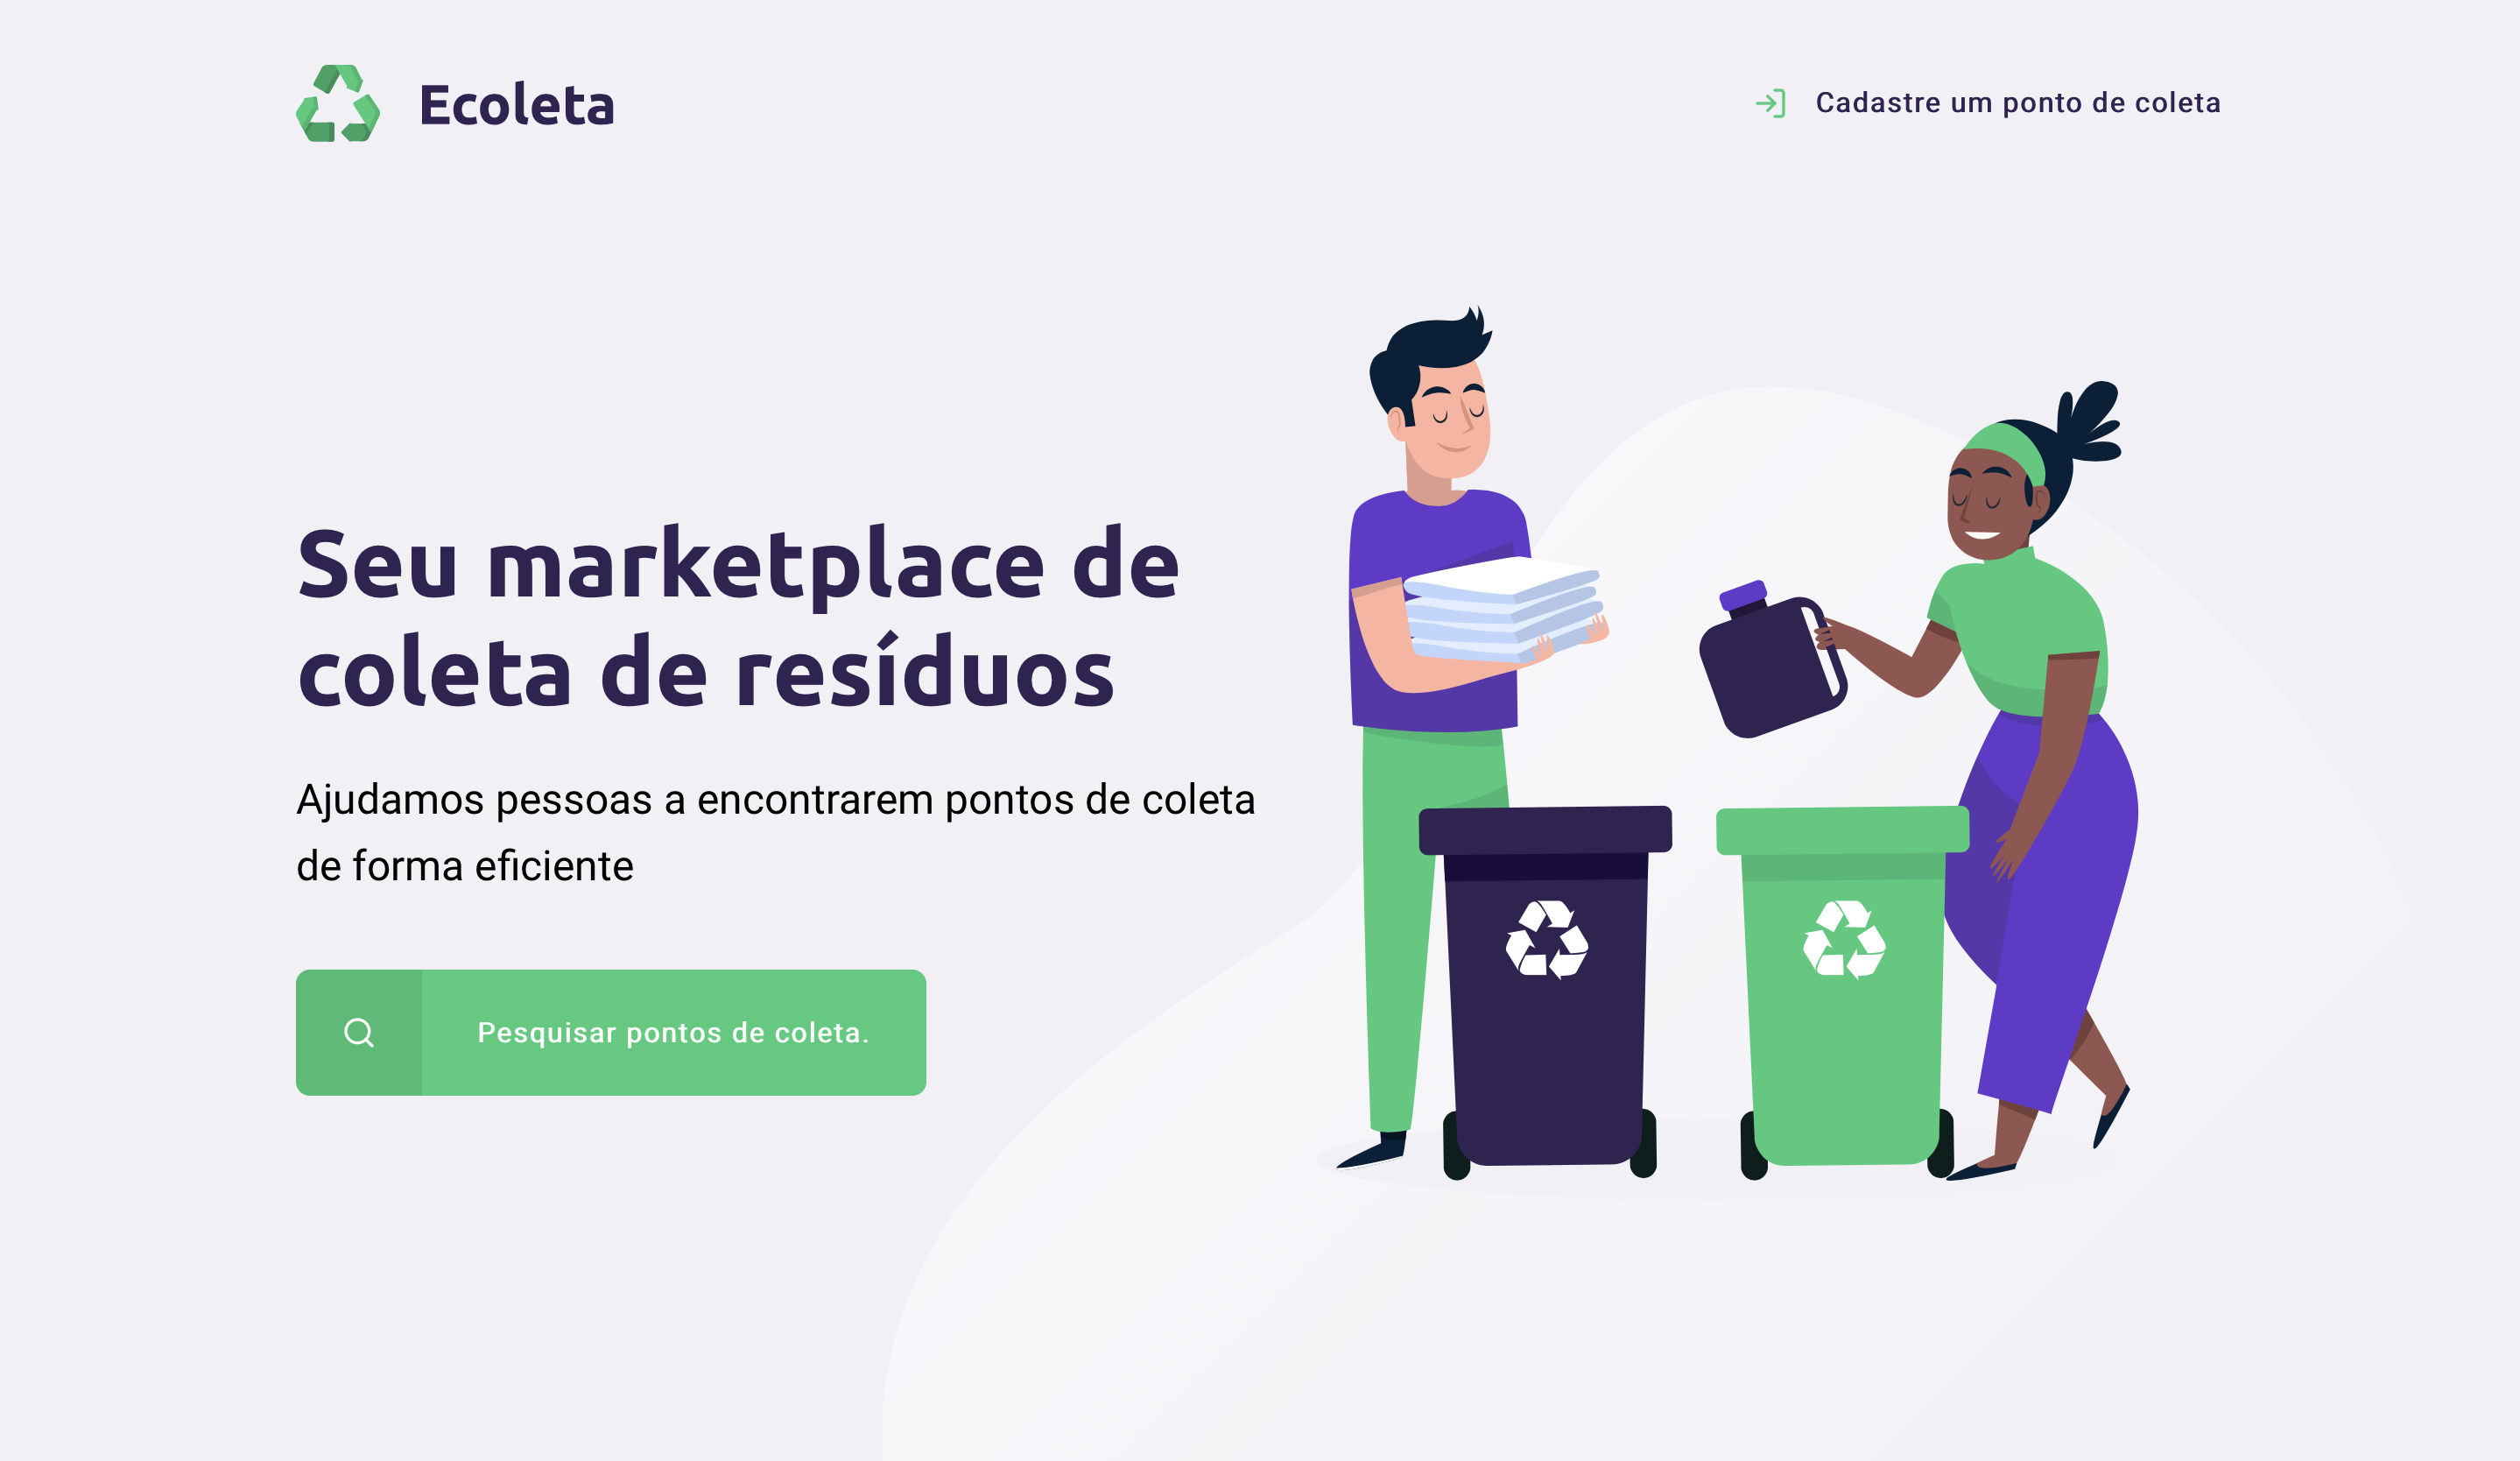 Ecoleta
Cadastre um ponto de coleta
Seu marketplace de
coleta de resíduos
Ajudamos pessoas a encontrarem pontos de coleta
de forma eficiente
Pesquisar pontos de coleta.